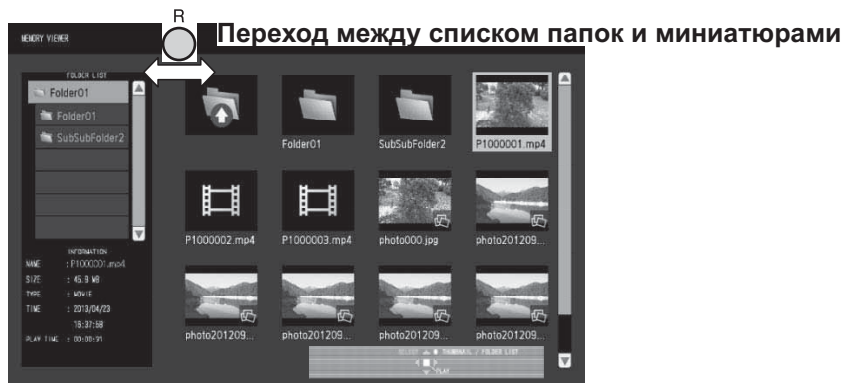 R
Переход между списком папок и миниатюрами
MEMORY VIEWER
FOLDER LIST
Folder01
Folder01
SubSubFolder2
Folder01
SubSubFolder2
P1000001.mp4
P1000002.mp4
P1000003.mp4
photo000.jpg
photo201209...
photo201209...
photo201209...
photo201209...
photo201209...
INFORMATION
NAME : P1000001.mp4
SIZE : 45.9 MB
TYPE : MOVIE
TIME : 2013/04/23
16:37:58
PLAY TIME : 00:00:31
SELECT THUMBNAIL / FOLDER LIST
PLAY